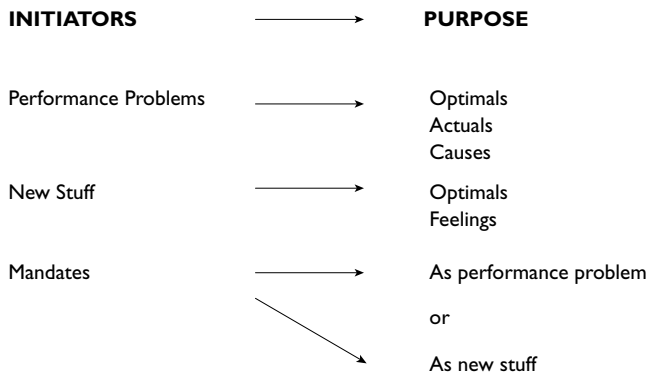 INITIATORS PURPOSE
Performance Problems Optimals
Actuals
Causes
New Stuff Optimals
Feelings
Mandates As performance problem
or
As new stuff